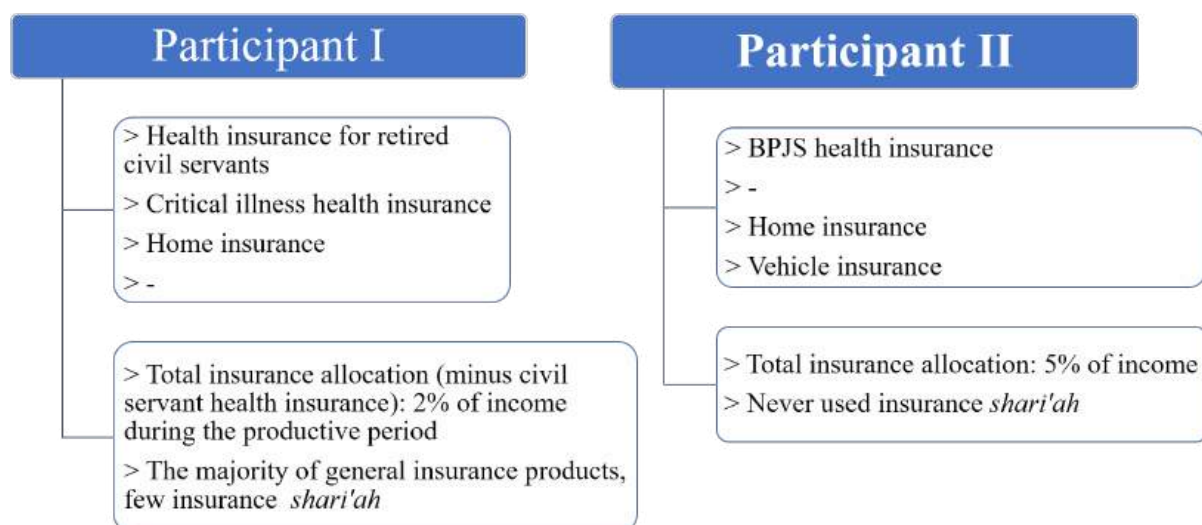 Participant I
> Health insurance for retired
civil servants
> Critical illness health insurance
> Home insurance
> -
> Total insurance allocation (minus civil
servant health insurance): 2% of income
during the productive period
> The majority of general insurance products,
few insurance shari'ah
Participant II
> BPJS health insurance
> -
> Home insurance
> Vehicle insurance
> Total insurance allocation: 5% of income
> Never used insurance shari'ah